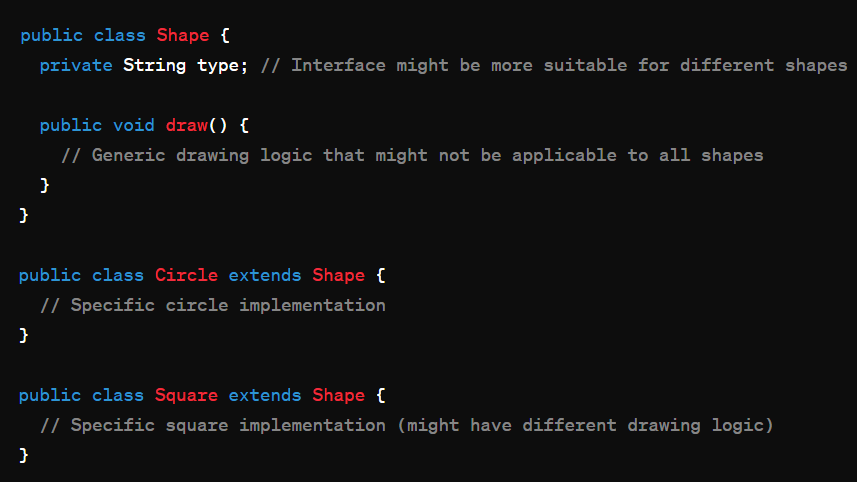 public class Shape {
  private String type; // Interface might be more suitable for different shapes

  public void draw() {
    // Generic drawing logic that might not be applicable to all shapes
  }
}

public class Circle extends Shape {
  // Specific circle implementation
}

public class Square extends Shape {
  // Specific square implementation (might have different drawing logic)
}